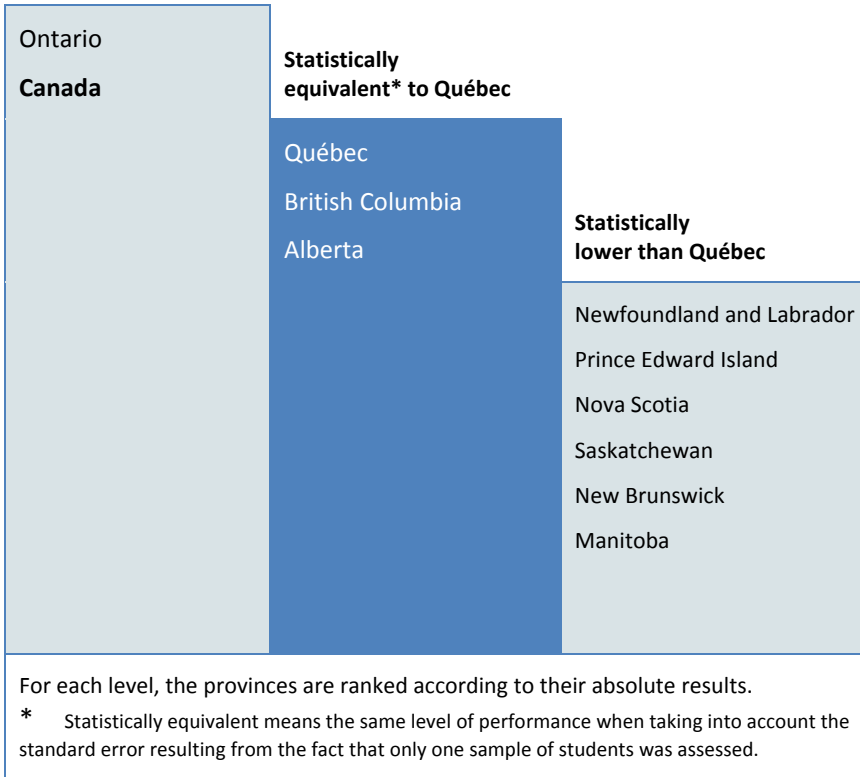 Ontario
Canada
Statistically
equivalent* to Québec
Québec
British Columbia
Alberta
Statistically
lower than Québec
Newfoundland and Labrador
Prince Edward Island
Nova Scotia
Saskatchewan
New Brunswick
Manitoba
For each level, the provinces are ranked according to their absolute results.
* Statistically equivalent means the same level of performance when taking into account the
standard error resulting from the fact that only one sample of students was assessed.